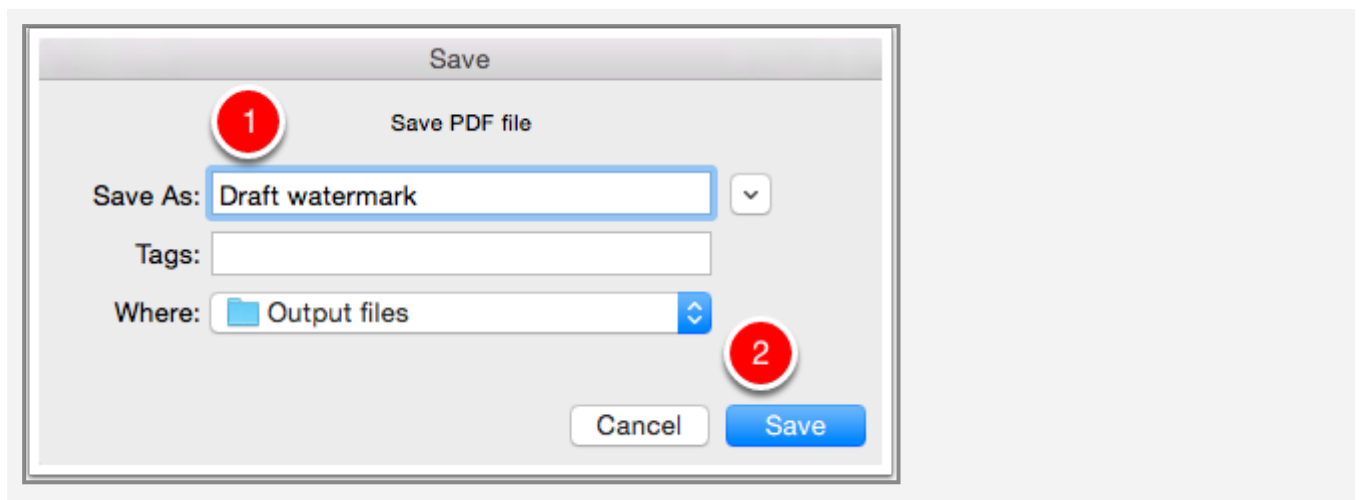 Save
1
Save PDF file
Save As: Draft watermark
Tags:
Where: Output files
2
Cancel Save